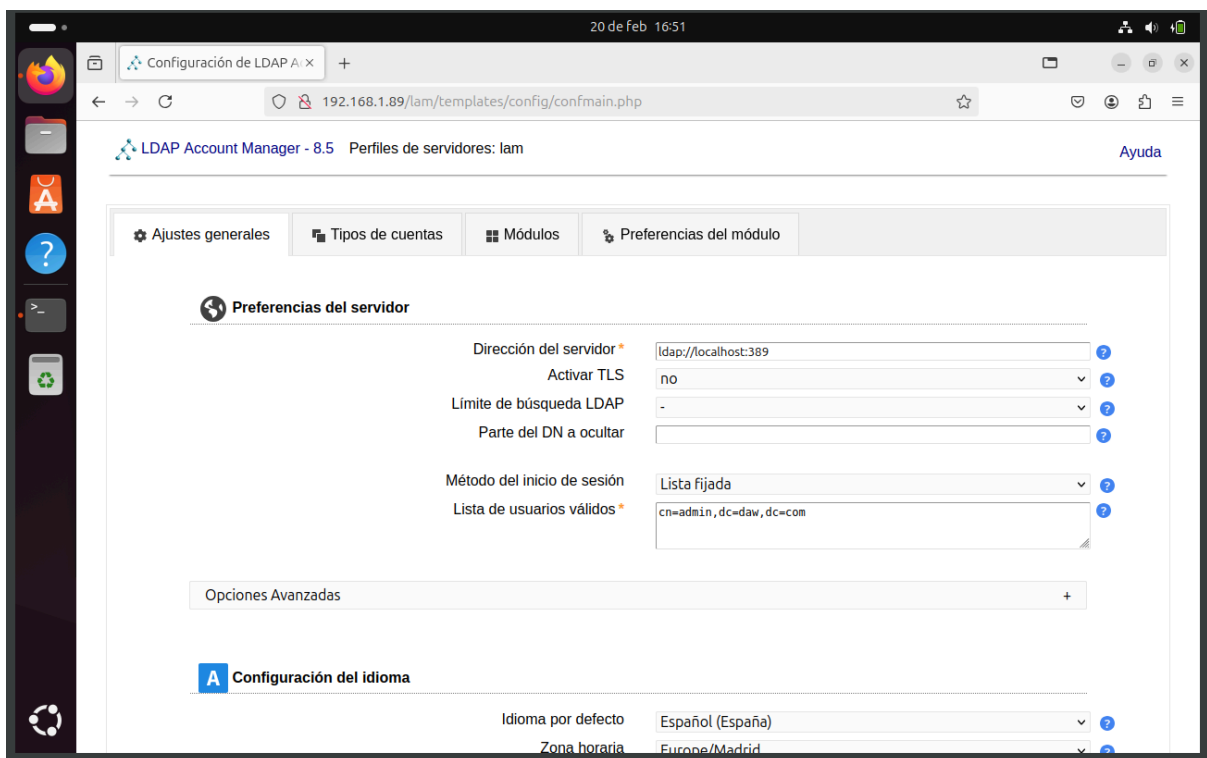 20 de feb 16:51
Configuración de LDAP A
192.168.1.89/lam/templates/config/confmain.php
LDAP Account Manager - 8.5 Perfiles de servidores: lam
Ayuda
Ajustes generales
Tipos de cuentas
Módulos
Preferencias del módulo
Preferencias del servidor
Dirección del servidor* ldap://localhost:389
Activar TLS no
Límite de búsqueda LDAP -
Parte del DN a ocultar
Método del inicio de sesión Lista fijada
Lista de usuarios válidos* cn=admin,dc=daw,dc=com
Opciones Avanzadas +
Configuración del idioma
Idioma por defecto Español (España)
Zona horaria Europe/Madrid